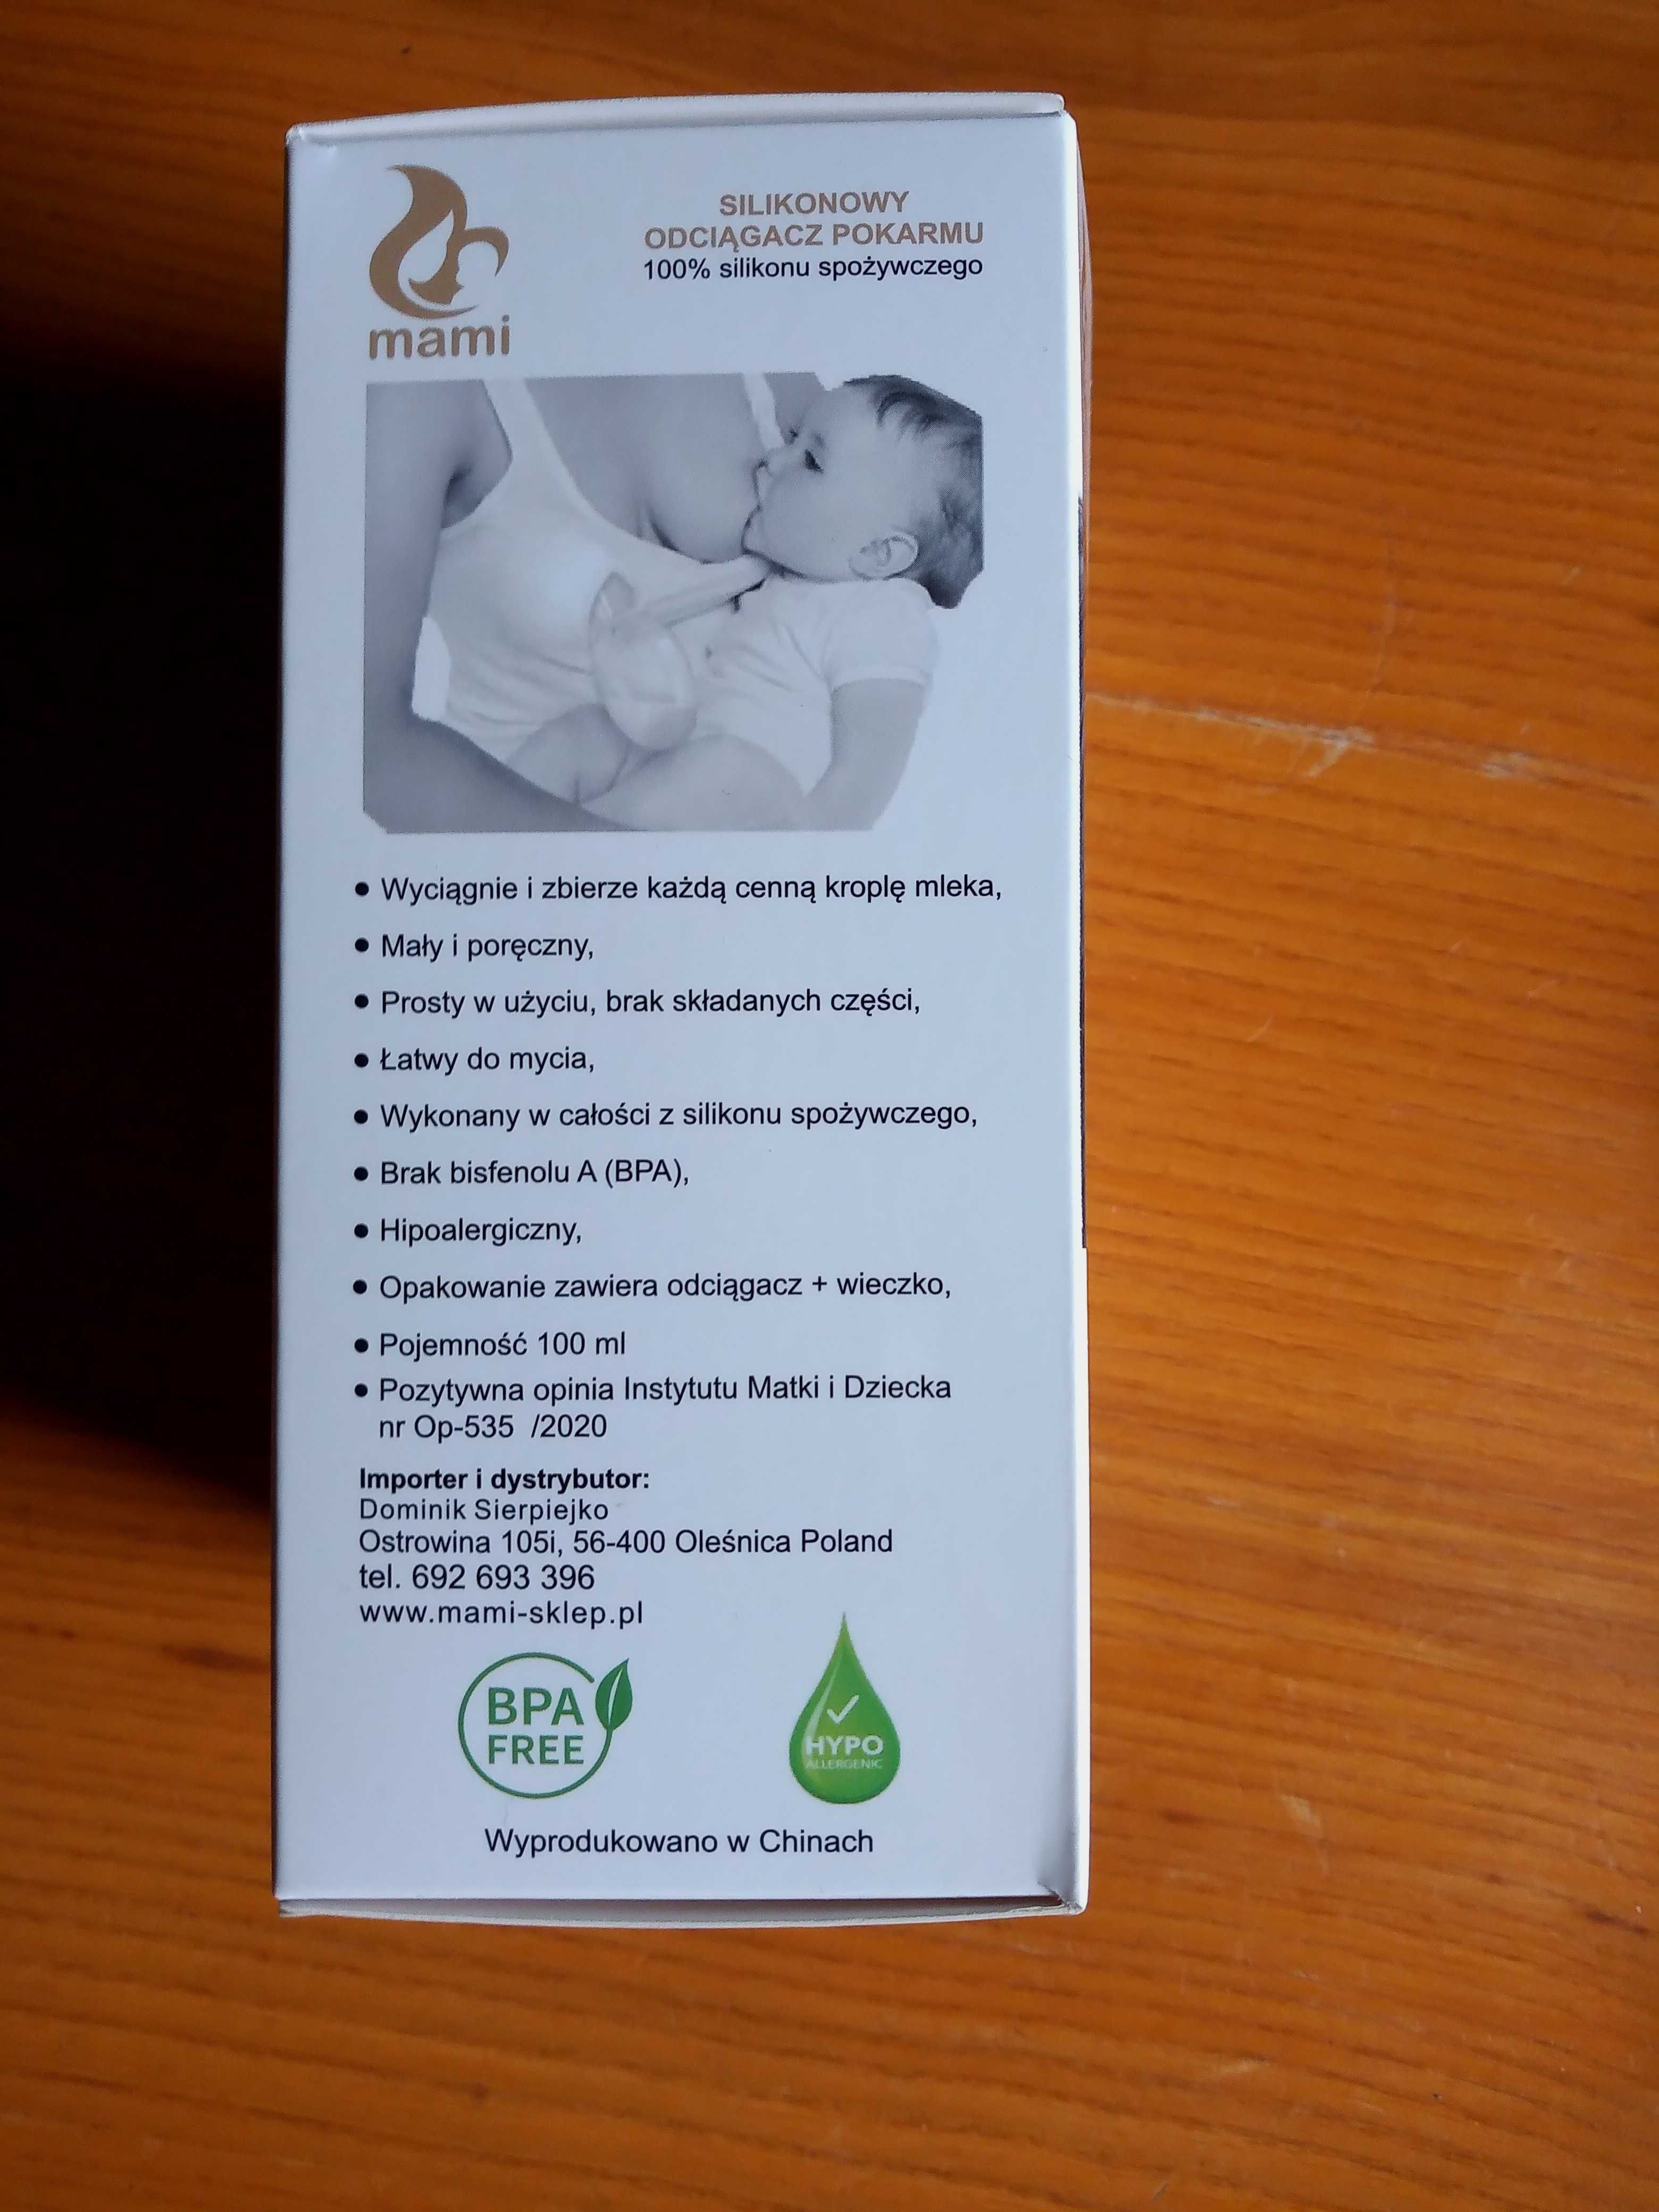 mami
SILIKONOWY
ODCIĄGACZ POKARMU
100% silikonu spożywczego
• Wyciągnie i zbierze każdą cenną kroplę mleka,
• Mały i poręczny,
• Prosty w użyciu, brak składanych części,
• Łatwy do mycia,
• Wykonany w całości z silikonu spożywczego,
• Brak bisfenolu A (BPA),
• Hipoalergiczny,
• Opakowanie zawiera odciągacz + wieczko,
• Pojemność 100 ml
• Pozytywna opinia Instytutu Matki i Dziecka
nr Op-535 /2020
Importer i dystrybutor:
Dominik Sierpiejko
Ostrowina 105i, 56-400 Oleśnica Poland
tel. 692 693 396
www.mami-sklep.pl
BPA
FREE
HYPO
ALLERGENIC
Wyprodukowano w Chinach